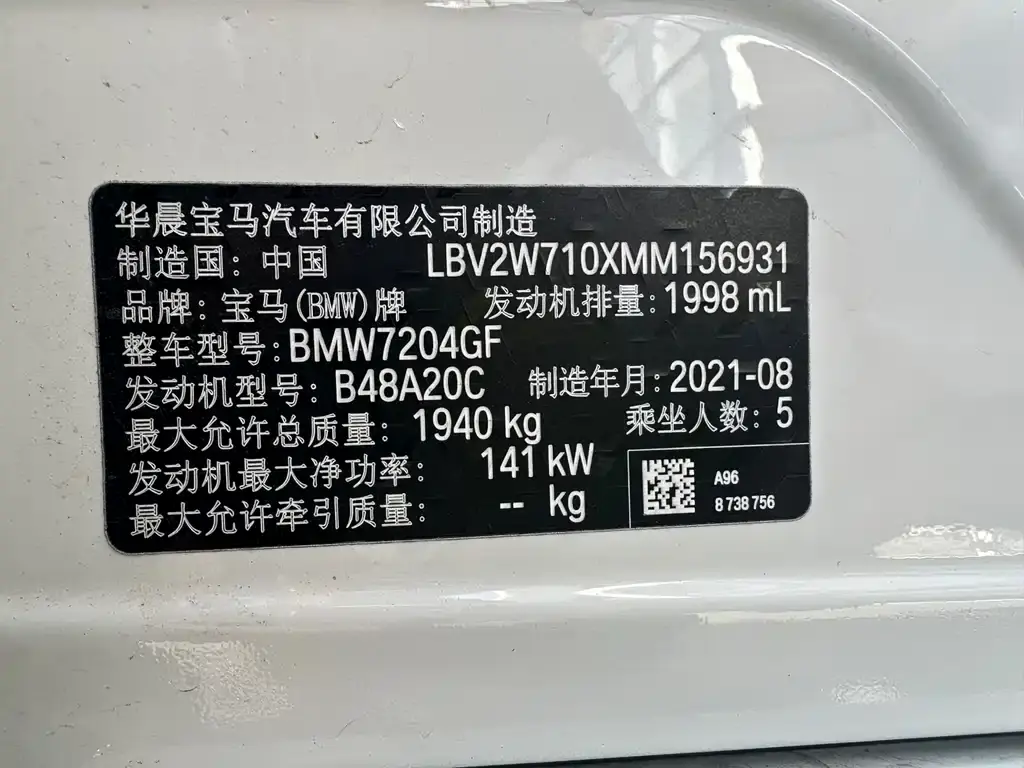 华晨宝马汽车有限公司制造
制造国: 中国 LBV2W710XMM156931
品牌: 宝马(BMW)牌 发动机排量: 1998 mL
整车型号: BMW7204GF
发动机型号: B48A20C 制造年月: 2021-08
最大允许总质量: 1940 kg 乘坐人数: 5
发动机最大净功率: 141 kW
最大允许牵引质量: -- kg
A96
8 738 756